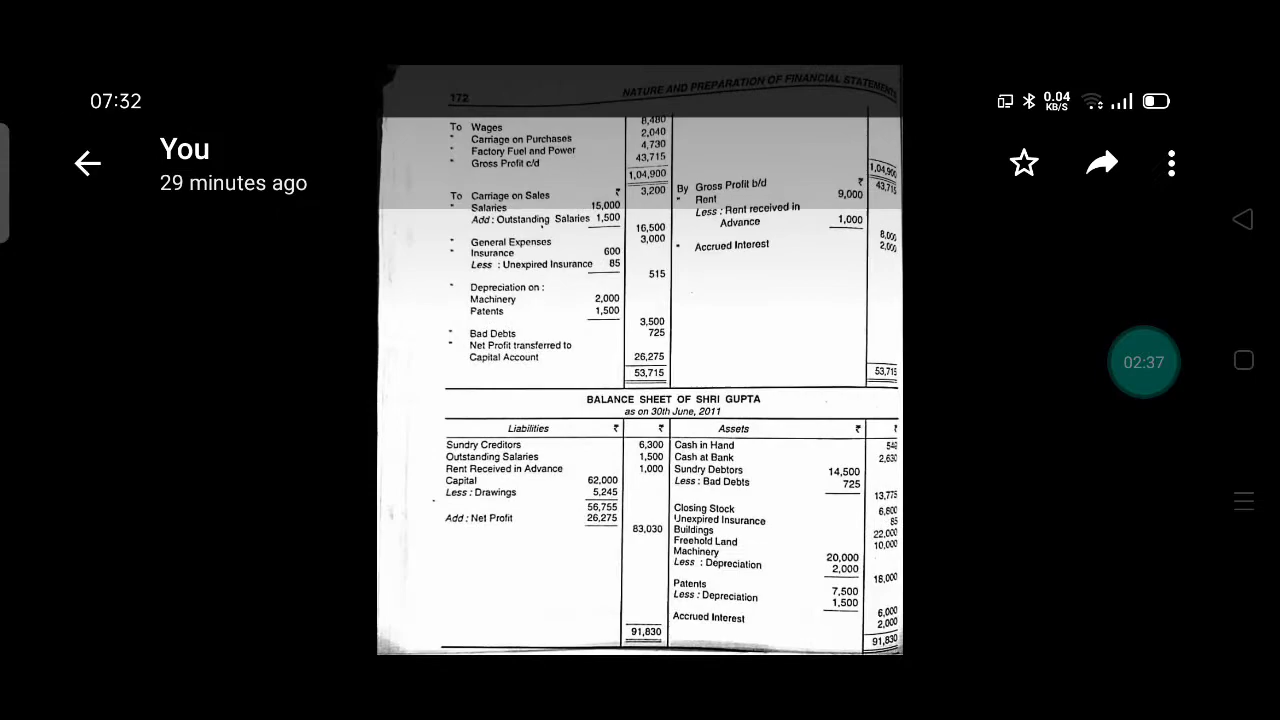 07:32
0.04
KB/S
You
29 minutes ago
02:37
172
NATURE AND PREPARATION OF FINANCIAL STATEMENTS
8,480
To Wages 2,040
" Carriage on Purchases 4,730
" Factory Fuel and Power 43,715
" Gross Profit c/d
1,04,900 1,04,900
To Carriage on Sales ₹ 3,200 By Gross Profit b/d ₹ 43,715
" Salaries 15,000 " Rent 9,000
Add : Outstanding Salaries 1,500 Less : Rent received in
16,500 Advance 1,000
8,000
" General Expenses 3,000 " Accrued Interest 2,000
" Insurance 600
Less : Unexpired Insurance 85
515
" Depreciation on :
Machinery 2,000
Patents 1,500
3,500
" Bad Debts 725
" Net Profit transferred to
Capital Account 26,275
53,715 53,715
BALANCE SHEET OF SHRI GUPTA
as on 30th June, 2011
Liabilities ₹ ₹ Assets ₹ ₹
Sundry Creditors 6,300 Cash in Hand 540
Outstanding Salaries 1,500 Cash at Bank 2,630
Rent Received in Advance 1,000 Sundry Debtors 14,500
Capital 62,000 Less : Bad Debts 725
Less : Drawings 5,245 13,775
56,755 Closing Stock 6,800
Add : Net Profit 26,275 Unexpired Insurance 85
83,030 Buildings 22,000
Freehold Land 10,000
Machinery 20,000
Less : Depreciation 2,000
18,000
Patents 7,500
Less : Depreciation 1,500
6,000
Accrued Interest 2,000
91,830 91,830